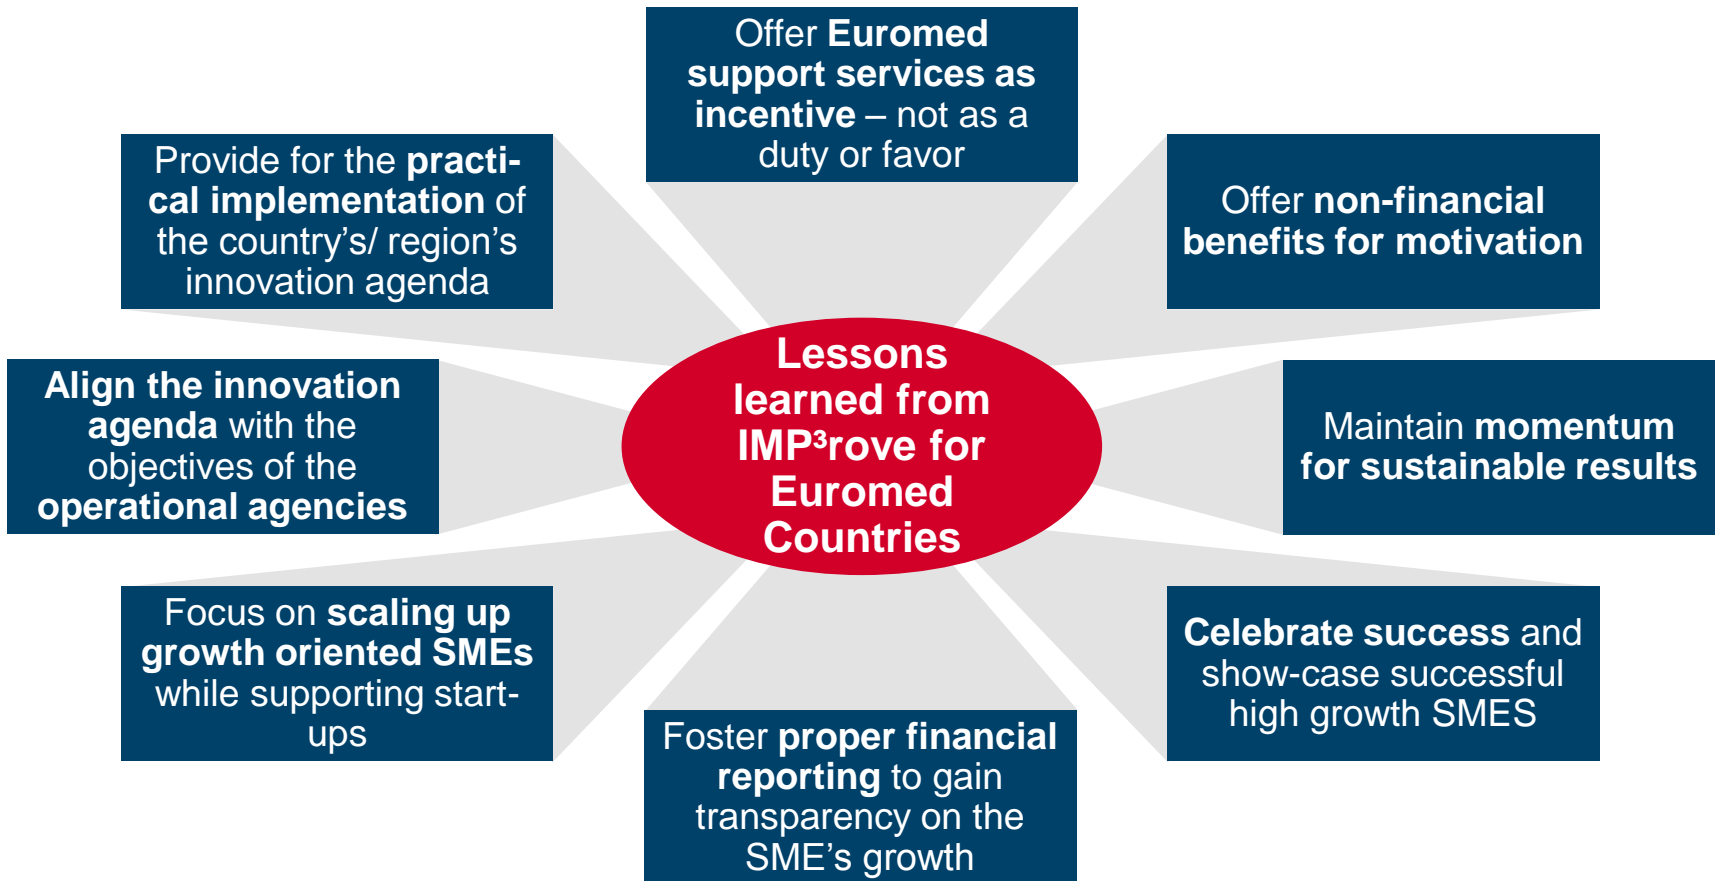 Offer Euromed
support services as
incentive – not as a
duty or favor
Provide for the practi-
cal implementation of
the country's/ region's
innovation agenda
Offer non-financial
benefits for motivation
Lessons
learned from
IMP³rove for
Euromed
Countries
Align the innovation
agenda with the
objectives of the
operational agencies
Maintain momentum
for sustainable results
Focus on scaling up
growth oriented SMEs
while supporting start-
ups
Celebrate success and
show-case successful
high growth SMES
Foster proper financial
reporting to gain
transparency on the
SME's growth